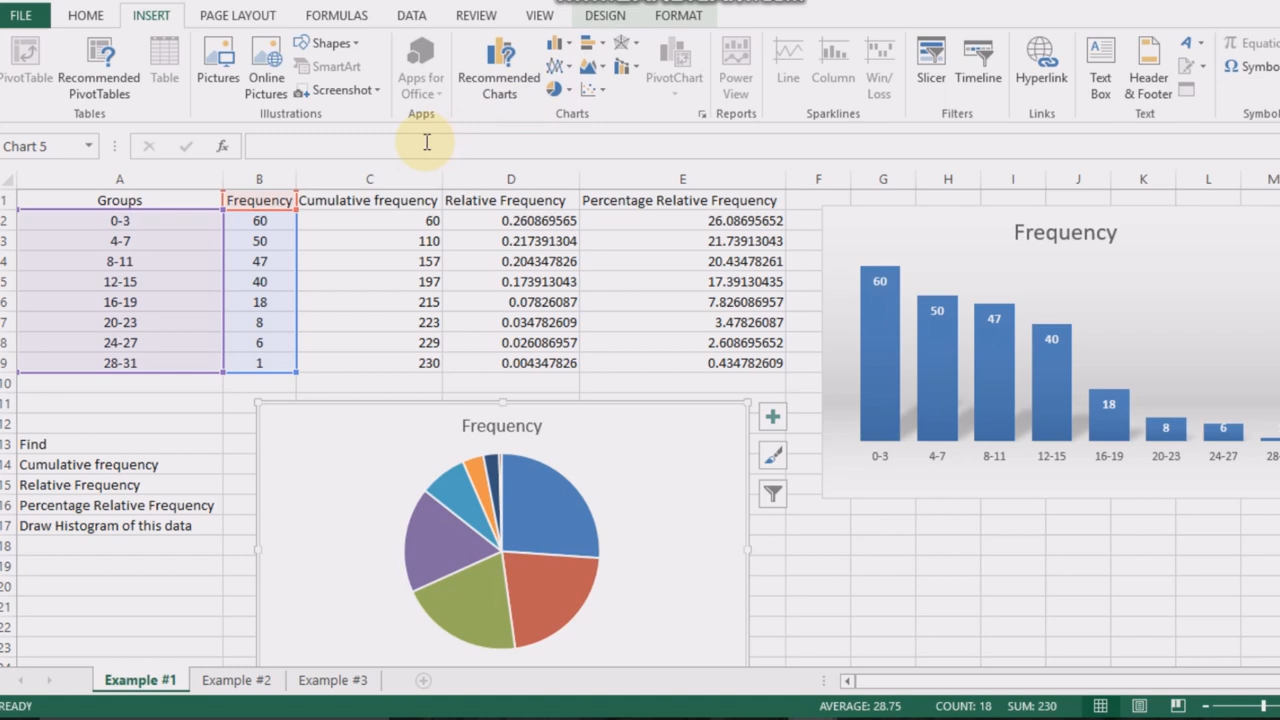 FILE HOME INSERT PAGE LAYOUT FORMULAS DATA REVIEW VIEW DESIGN FORMAT
PivotTable Recommended PivotTables Table
Tables
Pictures Online Pictures Shapes SmartArt Screenshot
Illustrations
Apps for Office
Apps
Recommended Charts PivotChart
Charts
Power View
Reports
Line Column Win/Loss
Sparklines
Slicer Timeline
Filters
Hyperlink
Links
Text Box Header & Footer
Text
π
Ω
Chart 5 fx
A B C D E F G H I J K L M
1 Groups Frequency Cumulative frequency Relative Frequency Percentage Relative Frequency
2 0-3 60 60 0.260869565 26.08695652
3 4-7 50 110 0.217391304 21.73913043
4 8-11 47 157 0.204347826 20.43478261
5 12-15 40 197 0.173913043 17.39130435
6 16-19 18 215 0.07826087 7.826086957
7 20-23 8 223 0.034782609 3.47826087
8 24-27 6 229 0.026086957 2.608695652
9 28-31 1 230 0.004347826 0.434782609
10
11
12
13 Find
14 Cumulative frequency
15 Relative Frequency
16 Percentage Relative Frequency
17 Draw Histogram of this data
18
19
20
21
22
23
Frequency
Frequency
60 50 47 40 18 8 6
0-3 4-7 8-11 12-15 16-19 20-23 24-27
Example #1 Example #2 Example #3
READY AVERAGE: 28.75 COUNT: 18 SUM: 230